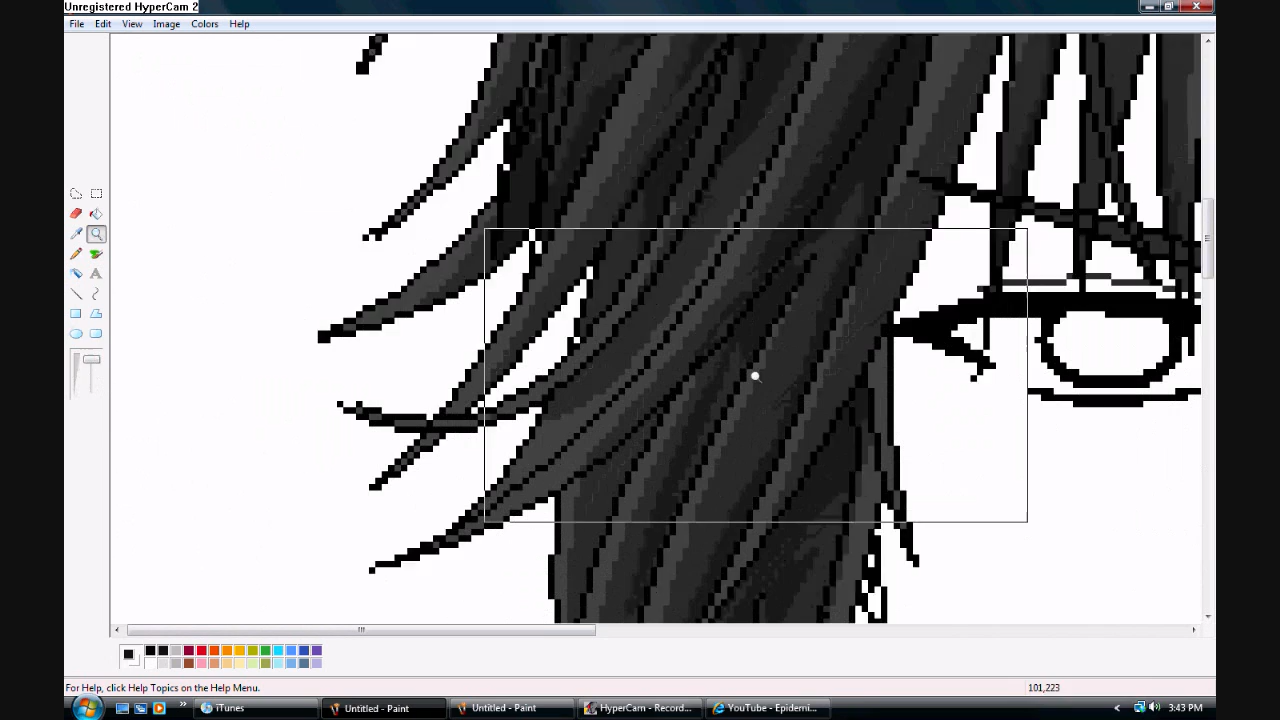 Unregistered HyperCam 2
File Edit View Image Colors Help
For Help, click Help Topics on the Help Menu.
101,223
iTunes
Untitled - Paint
Untitled - Paint
HyperCam - Record...
YouTube - Epidemi...
3:43 PM